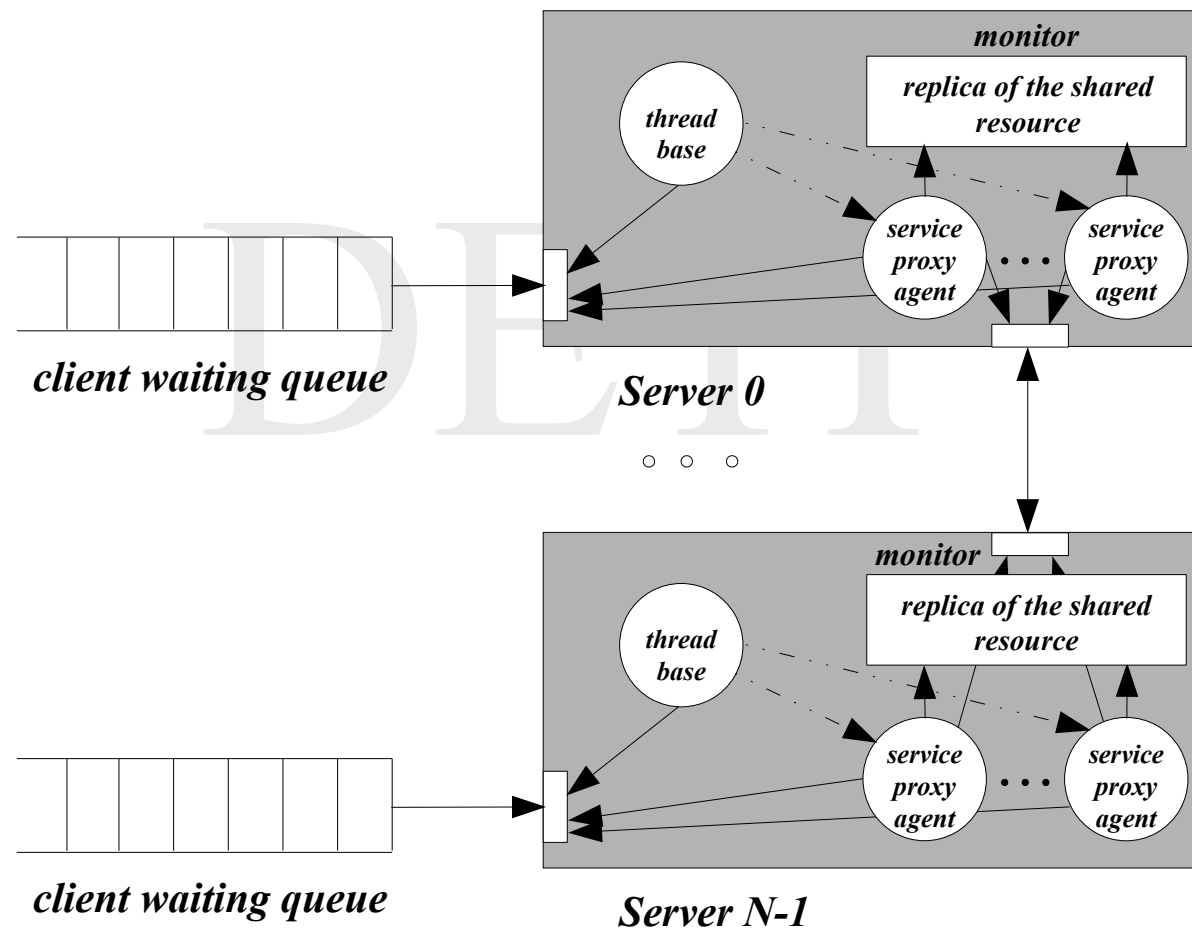 monitor
replica of the shared
resource
thread
base
service
proxy
agent
service
proxy
agent
client waiting queue
Server 0
DETI
monitor
replica of the shared
resource
thread
base
service
proxy
agent
service
proxy
agent
client waiting queue
Server N-1